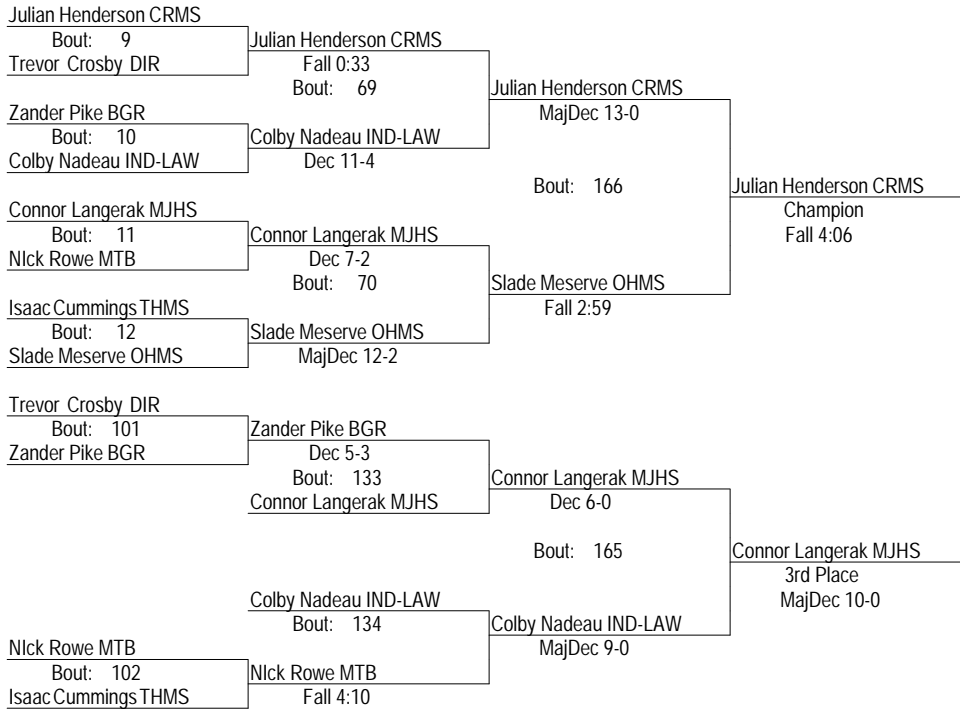 Julian Henderson CRMS
Bout: 9
Trevor Crosby DIR
Julian Henderson CRMS
Fall 0:33
Bout: 69
Zander Pike BGR
Bout: 10
Colby Nadeau IND-LAW
Colby Nadeau IND-LAW
Dec 11-4
Julian Henderson CRMS
MajDec 13-0
Bout: 166
Connor Langerak MJHS
Bout: 11
NIck Rowe MTB
Connor Langerak MJHS
Dec 7-2
Bout: 70
Isaac Cummings THMS
Bout: 12
Slade Meserve OHMS
Slade Meserve OHMS
MajDec 12-2
Slade Meserve OHMS
Fall 2:59
Julian Henderson CRMS
Champion
Fall 4:06
Trevor Crosby DIR
Bout: 101
Zander Pike BGR
Zander Pike BGR
Dec 5-3
Bout: 133
Connor Langerak MJHS
Connor Langerak MJHS
Dec 6-0
Bout: 165
Colby Nadeau IND-LAW
Bout: 134
NIck Rowe MTB
Bout: 102
Isaac Cummings THMS
NIck Rowe MTB
Fall 4:10
Colby Nadeau IND-LAW
MajDec 9-0
Connor Langerak MJHS
3rd Place
MajDec 10-0